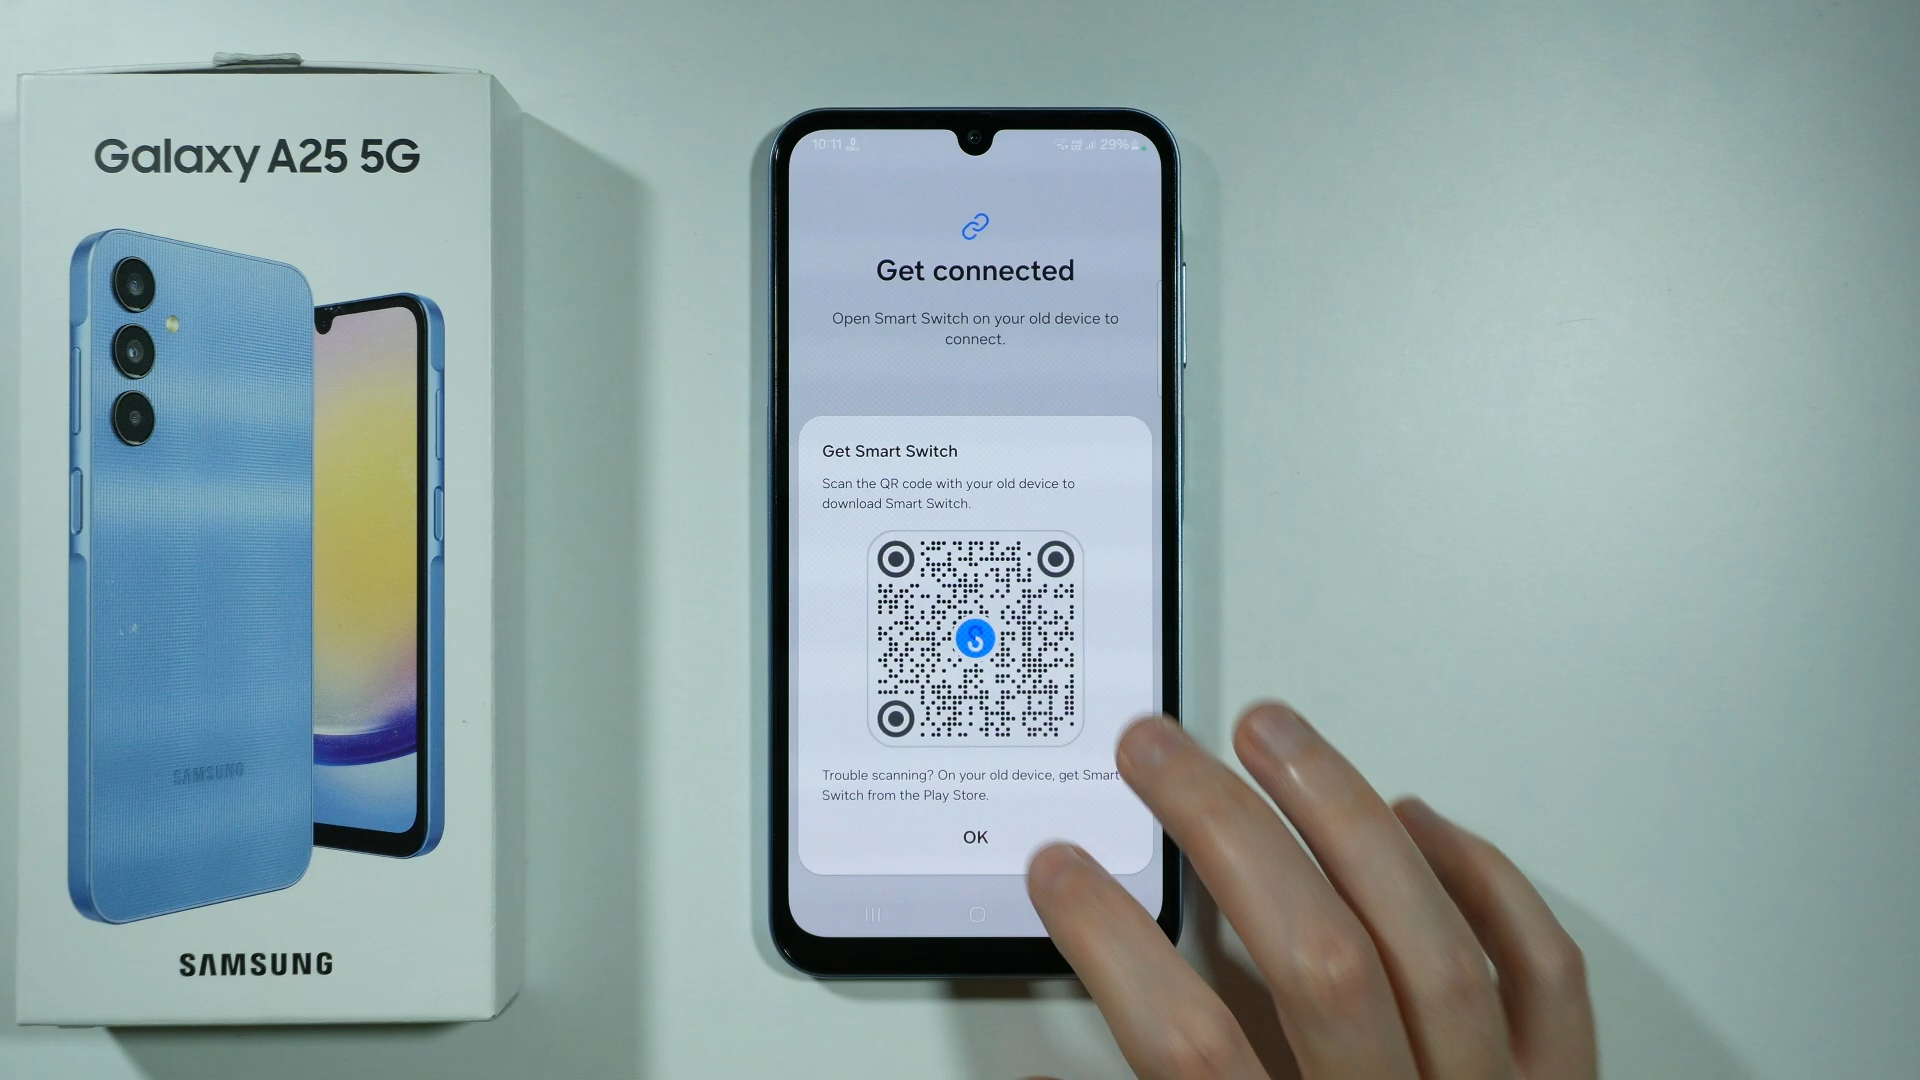 Galaxy A25 5G
SAMSUNG
SAMSUNG
10:11
29%
Get connected
Open Smart Switch on your old device to
connect.
Get Smart Switch
Scan the QR code with your old device to
download Smart Switch.
Trouble scanning? On your old device, get Smart
Switch from the Play Store.
OK